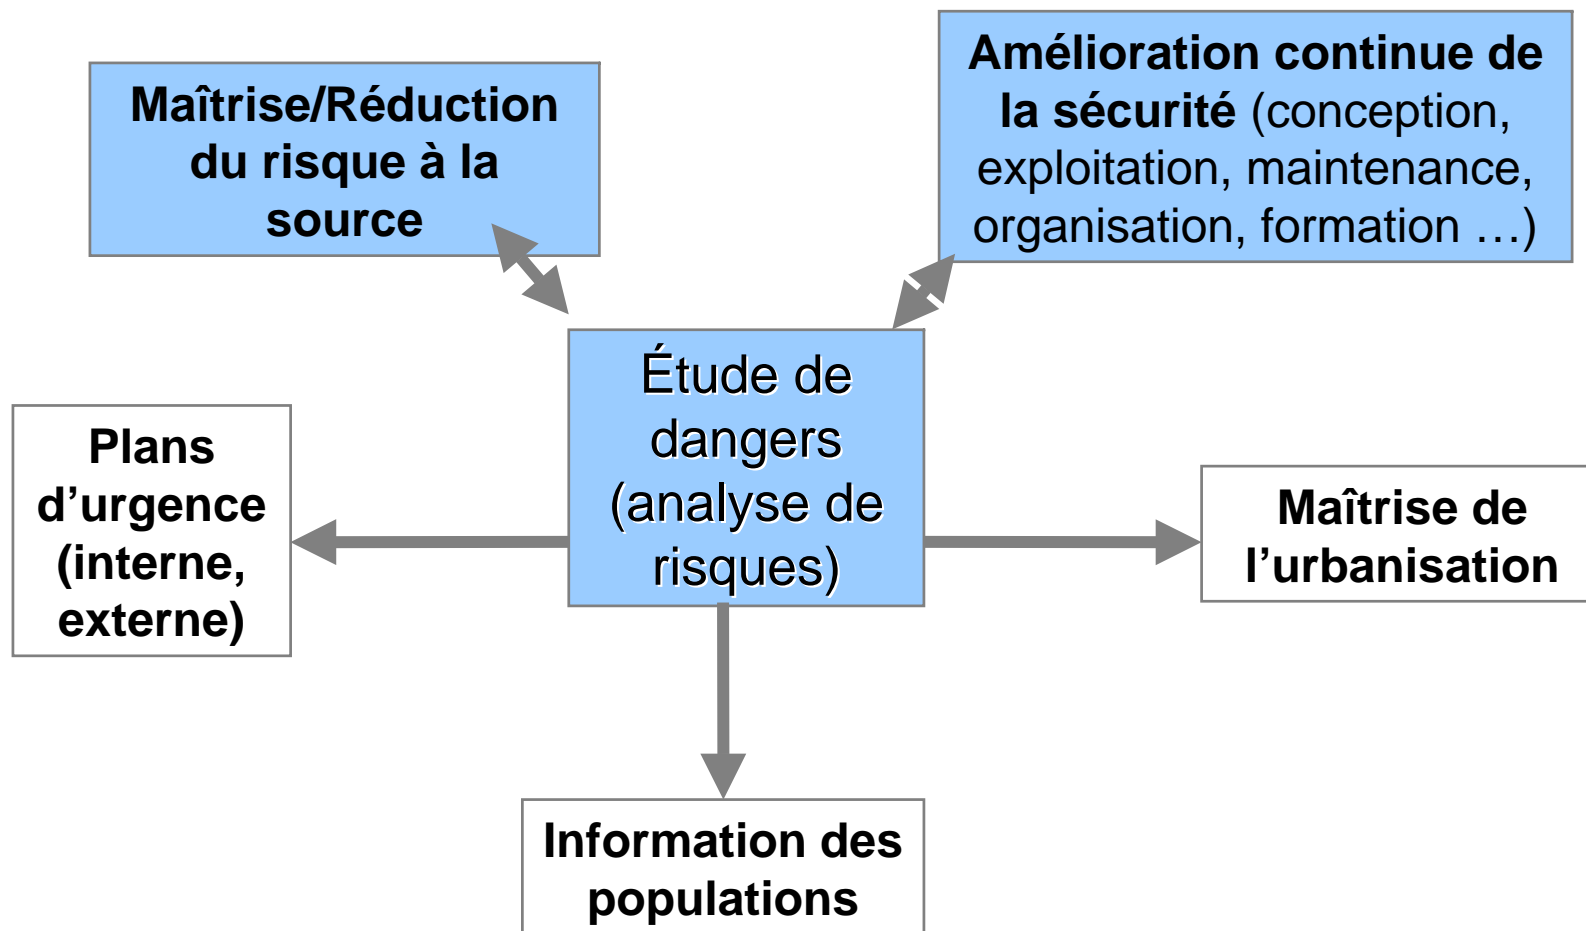 Maîtrise/Réduction
du risque à la
source
Amélioration continue de
la sécurité (conception,
exploitation, maintenance,
organisation, formation …)
Étude de
dangers
(analyse de
risques)
Plans
d’urgence
(interne,
externe)
Maîtrise de
l’urbanisation
Information des
populations